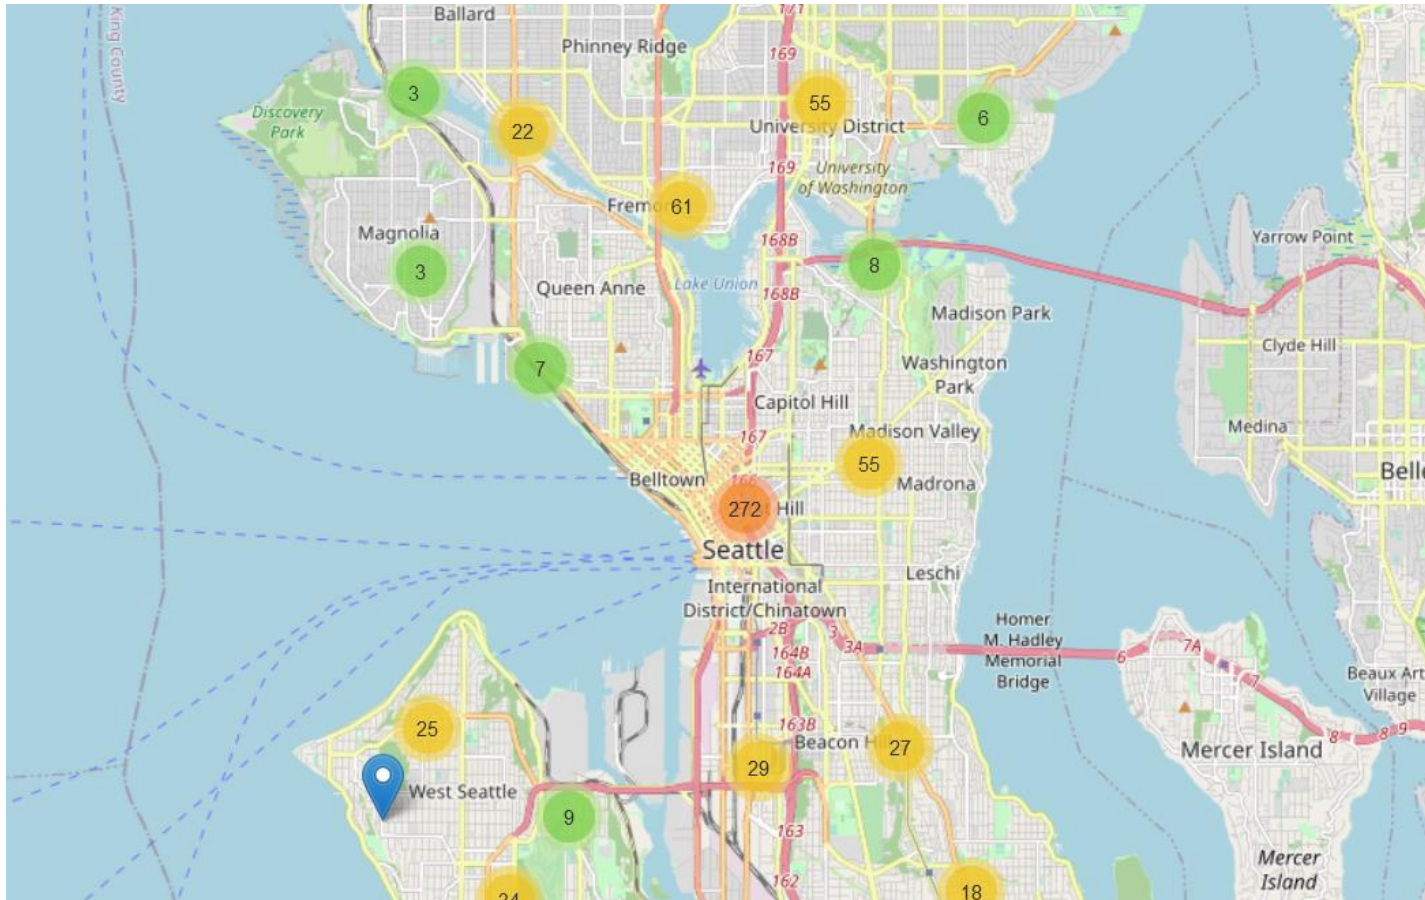 171
Ballard
Phinney Ridge
King County
169
3
55
Discovery
Park
22
6
University District
169
University
of Washington
61
Magnolia
168B
Yarrow Point
3
8
Queen Anne
Lake Union
168B
Madison Park
Clyde Hill
167
7
Washington
Park
Capitol Hill
167
Madison Valley
Medina
55
Belltown
Madrona
166
272
Hill
Seattle
Leschi
International
District/Chinatown
Homer
M. Hadley
Memorial
Bridge
2B
3
3A
6
7A
164B
164A
7
Beaux Art
Village
25
163B
Beacon
27
8
8
9
Mercer Island
29
West Seattle
9
163
Mercer
Island
162
18